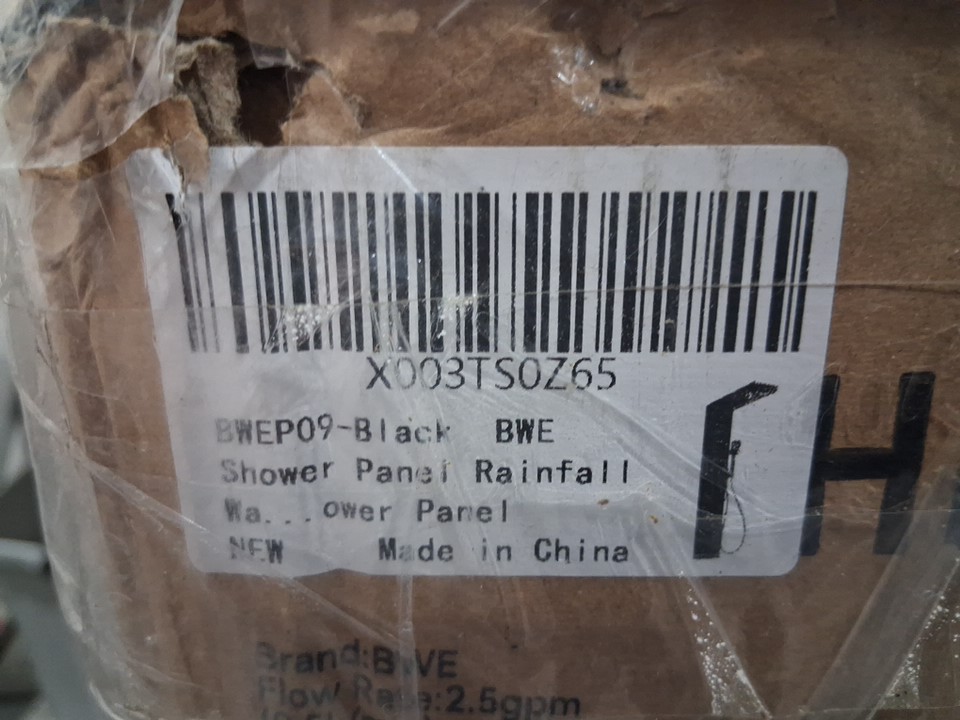 X003TS0Z65
BWEP09-Black BWE
Shower Panel Rainfall
Wa...ower Panel
NEW Made in China
H
Brand:BWE
Flow Rate:2.5gpm